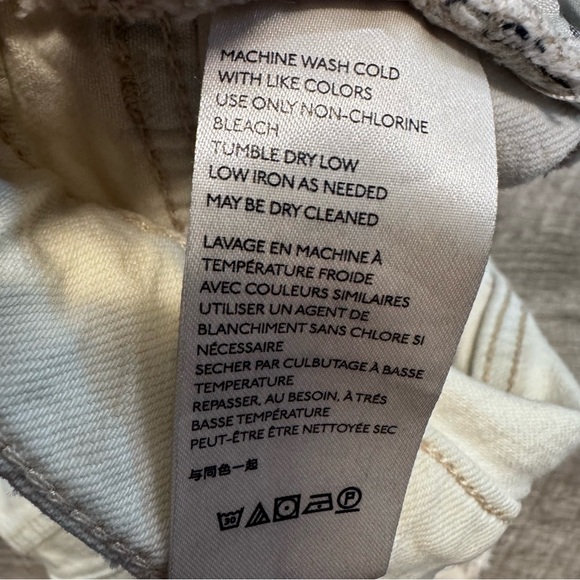 MACHINE WASH COLD
WITH LIKE COLORS
USE ONLY NON-CHLORINE
BLEACH
TUMBLE DRY LOW
LOW IRON AS NEEDED
MAY BE DRY CLEANED
LAVAGE EN MACHINE À
TEMPÉRATURE FROIDE
AVEC COULEURS SIMILAIRES
UTILISER UN AGENT DE
BLANCHIMENT SANS CHLORE SI
NÉCESSAIRE
SECHER PAR CULBUTAGE À BASSE
TEMPERATURE
REPASSER, AU BESOIN, À TRÉS
BASSE TEMPÉRATURE
PEUT-ÊTRE ÊTRE NETTOYÉE SEC
与同色一起
30 P